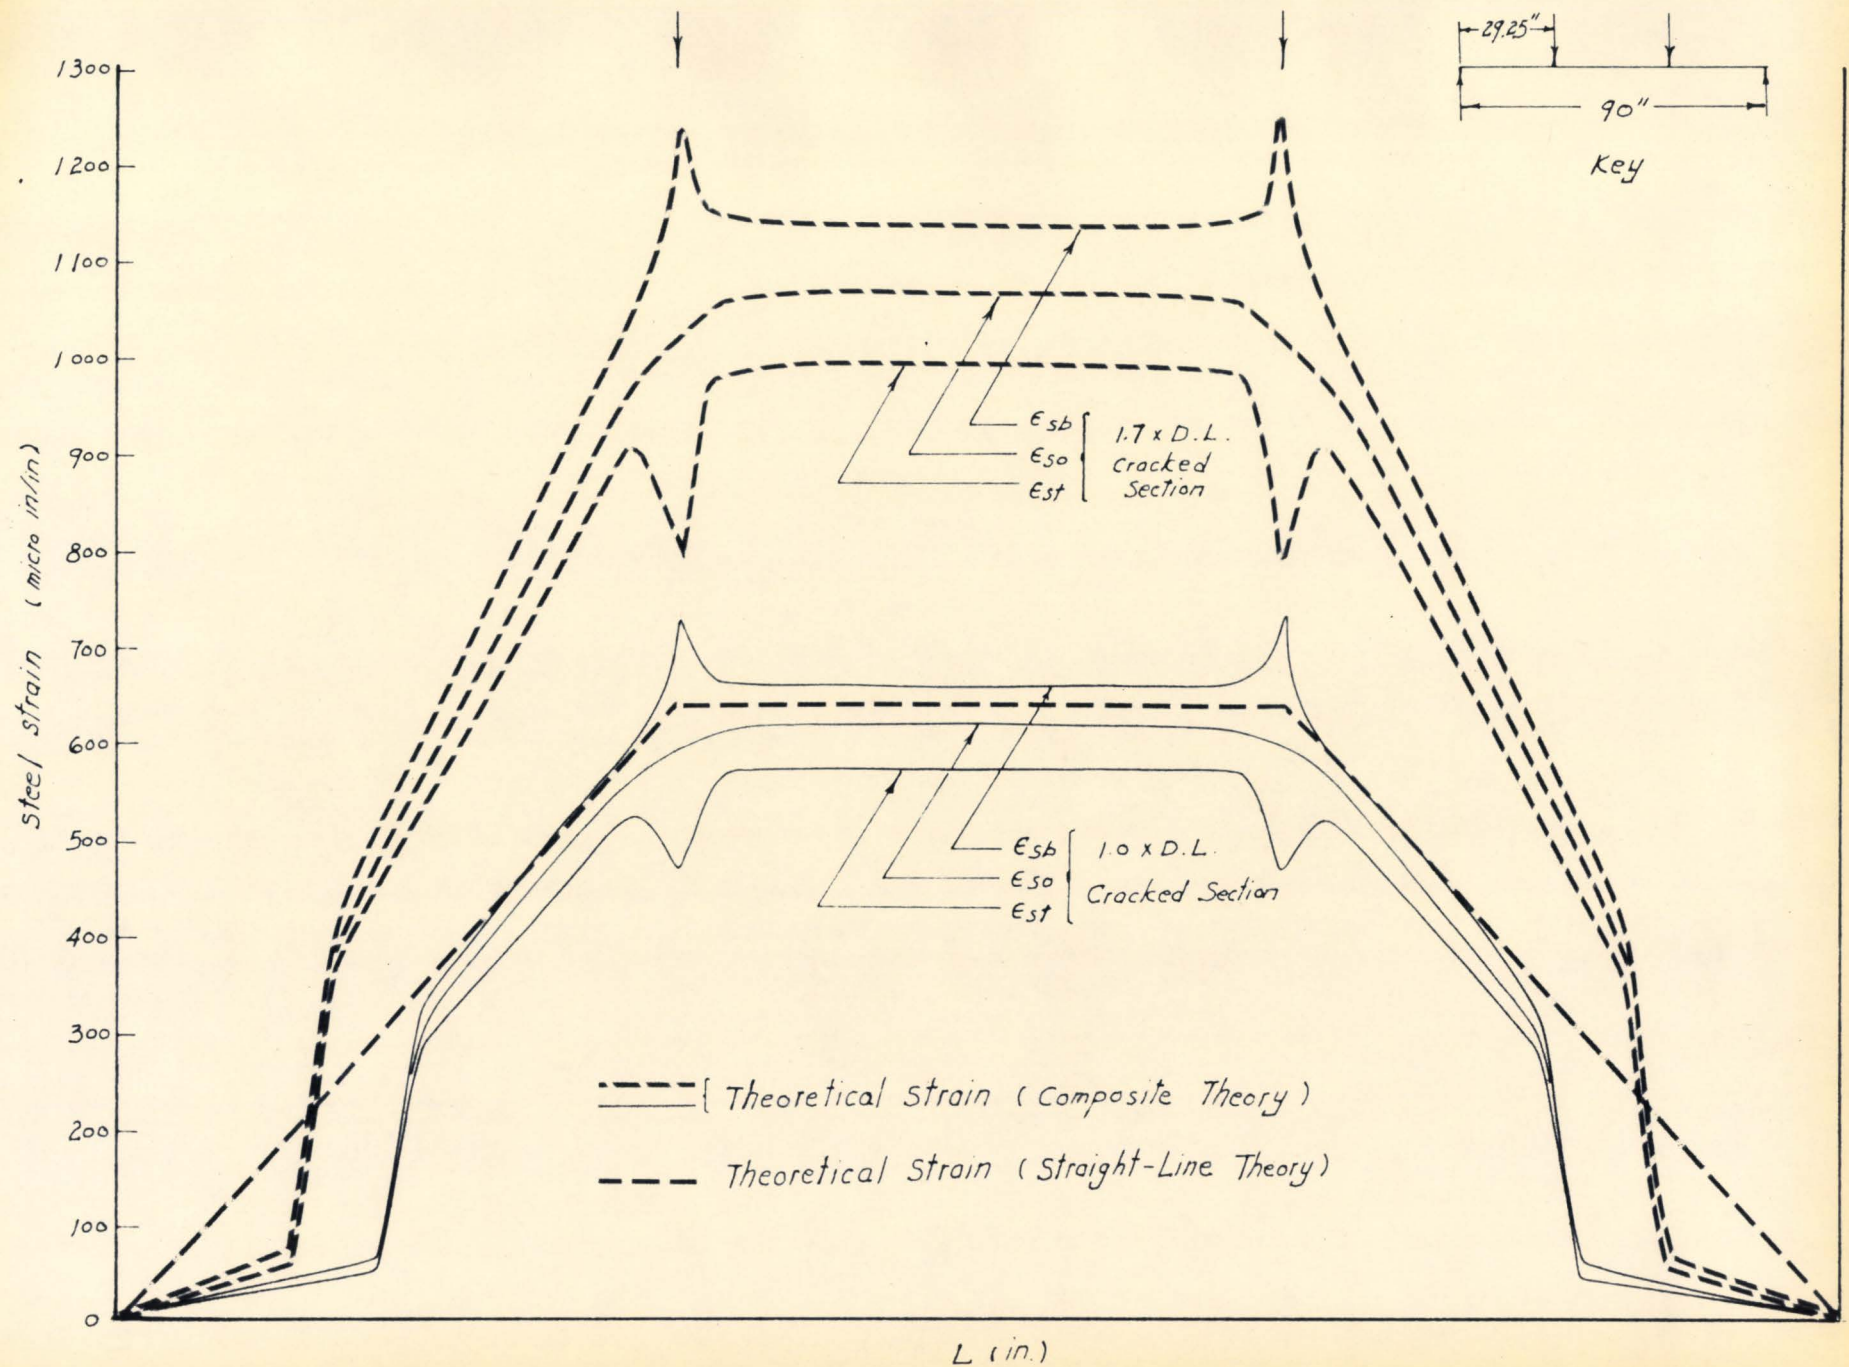 29.25"
90"
Key
1300
1200
1100
1000
900
800
700
600
500
400
300
200
100
0
Steel strain (micro in/in)
L (in.)
ϵsb
ϵso
ϵst
1.7 x D.L.
Cracked
Section
ϵsb
ϵso
ϵst
1.0 x D.L.
Cracked Section
Theoretical Strain (Composite Theory)
Theoretical Strain (Straight-Line Theory)